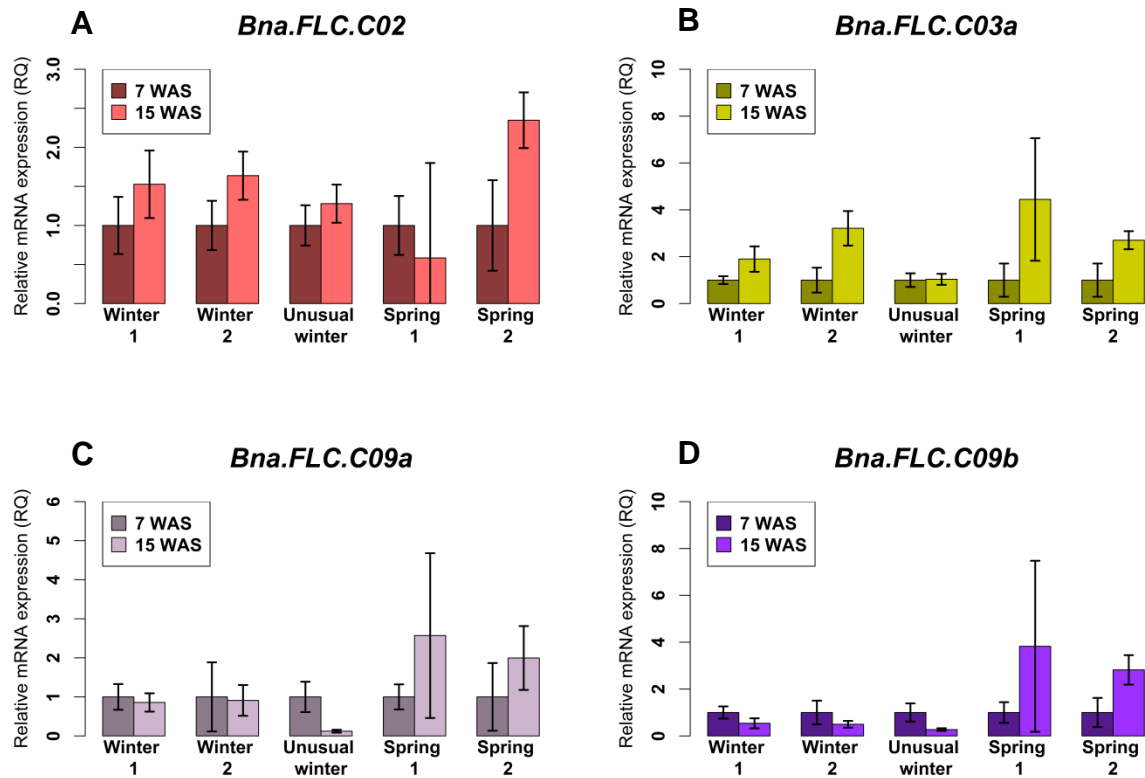 A
Bna.FLC.C02
Relative mRNA expression (RQ)
3.0
2.0
1.0
0.0
7 WAS
15 WAS
Winter 1
Winter 2
Unusual winter
Spring 1
Spring 2
B
Bna.FLC.C03a
Relative mRNA expression (RQ)
10
8
6
4
2
0
7 WAS
15 WAS
Winter 1
Winter 2
Unusual winter
Spring 1
Spring 2
C
Bna.FLC.C09a
Relative mRNA expression (RQ)
6
5
4
3
2
1
0
7 WAS
15 WAS
Winter 1
Winter 2
Unusual winter
Spring 1
Spring 2
D
Bna.FLC.C09b
Relative mRNA expression (RQ)
10
8
6
4
2
0
7 WAS
15 WAS
Winter 1
Winter 2
Unusual winter
Spring 1
Spring 2